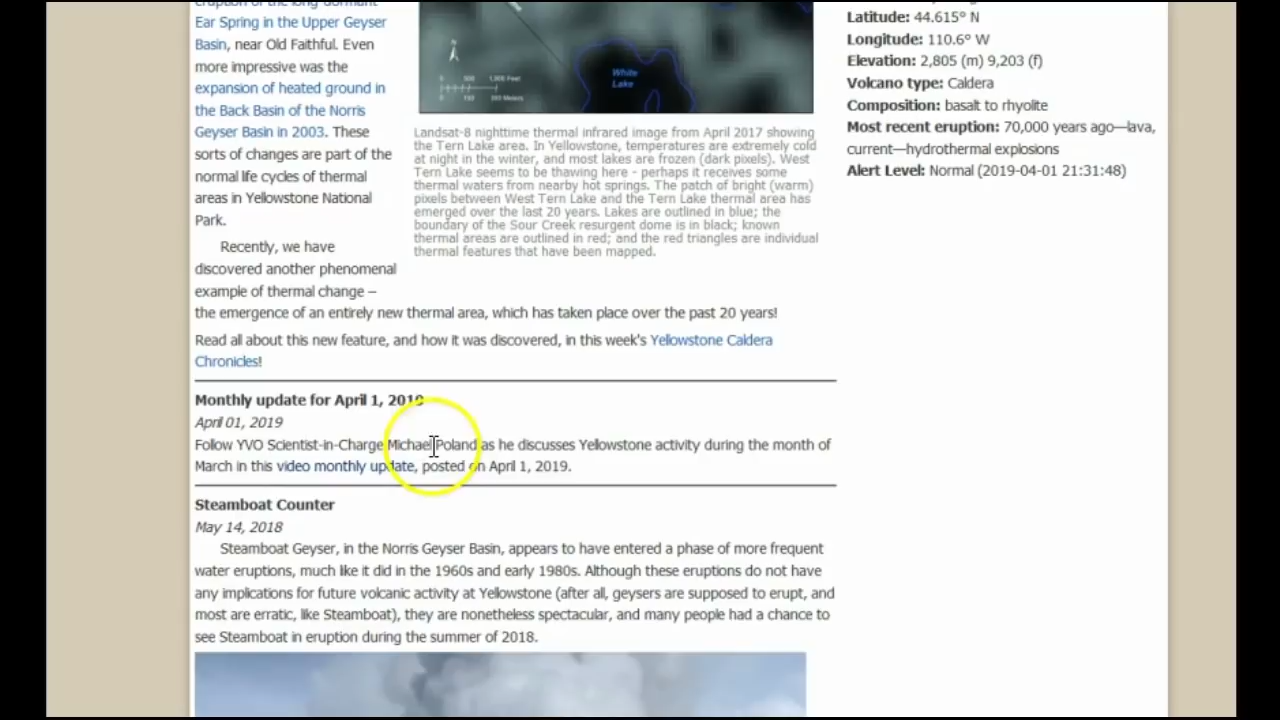 eruption of the long-dormant
Ear Spring in the Upper Geyser
Basin, near Old Faithful. Even
more impressive was the
expansion of heated ground in
the Back Basin of the Norris
Geyser Basin in 2003. These
sorts of changes are part of the
normal life cycles of thermal
areas in Yellowstone National
Park.
Recently, we have
discovered another phenomenal
example of thermal change –
the emergence of an entirely new thermal area, which has taken place over the past 20 years!
Read all about this new feature, and how it was discovered, in this week's Yellowstone Caldera
Chronicles!
White
Lake
N
Landsat-8 nighttime thermal infrared image from April 2017 showing
the Tern Lake area. In Yellowstone, temperatures are extremely cold
at night in the winter, and most lakes are frozen (dark pixels). West
Tern Lake seems to be thawing here - perhaps it receives some
thermal waters from nearby hot springs. The patch of bright (warm)
pixels between West Tern Lake and the Tern Lake thermal area has
emerged over the last 20 years. Lakes are outlined in blue; the
boundary of the Sour Creek resurgent dome is in black; known
thermal areas are outlined in red; and the red triangles are individual
thermal features that have been mapped.
Monthly update for April 1, 2019
April 01, 2019
Follow YVO Scientist-in-Charge Michael Poland as he discusses Yellowstone activity during the month of
March in this video monthly update, posted on April 1, 2019.
Steamboat Counter
May 14, 2018
Steamboat Geyser, in the Norris Geyser Basin, appears to have entered a phase of more frequent
water eruptions, much like it did in the 1960s and early 1980s. Although these eruptions do not have
any implications for future volcanic activity at Yellowstone (after all, geysers are supposed to erupt, and
most are erratic, like Steamboat), they are nonetheless spectacular, and many people had a chance to
see Steamboat in eruption during the summer of 2018.
Latitude: 44.615° N
Longitude: 110.6° W
Elevation: 2,805 (m) 9,203 (f)
Volcano type: Caldera
Composition: basalt to rhyolite
Most recent eruption: 70,000 years ago—lava,
current—hydrothermal explosions
Alert Level: Normal (2019-04-01 21:31:48)